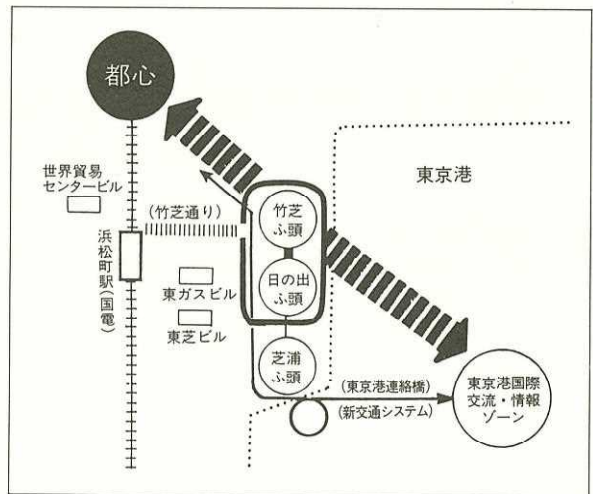 都心
世界貿易
センタービル
(竹芝通り)
東京港
竹芝
ふ頭
浜松町駅(国電)
日の出
ふ頭
東ガスビル
東芝ビル
芝浦
ふ頭
(東京港連絡橋)
(新交通システム)
東京港国際
交流・情報
ゾーン